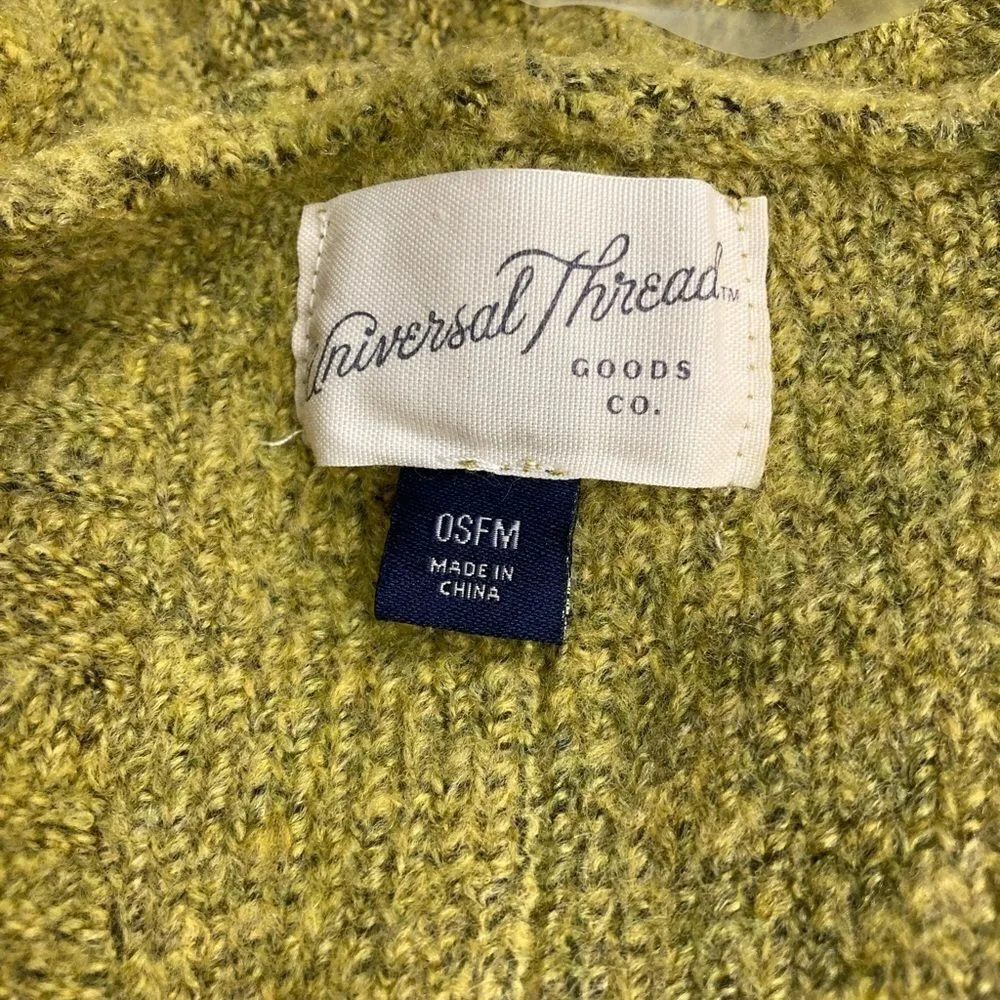 Universal Thread™
GOODS
CO.
OSFM
MADE IN
CHINA